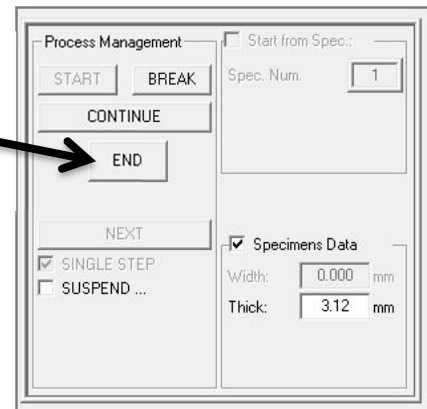 Process Management
START BREAK
CONTINUE
END
NEXT
SINGLE STEP
SUSPEND ...
Start from Spec.:
Spec. Num. 1
Specimens Data
Width: 0.000 mm
Thick: 3.12 mm